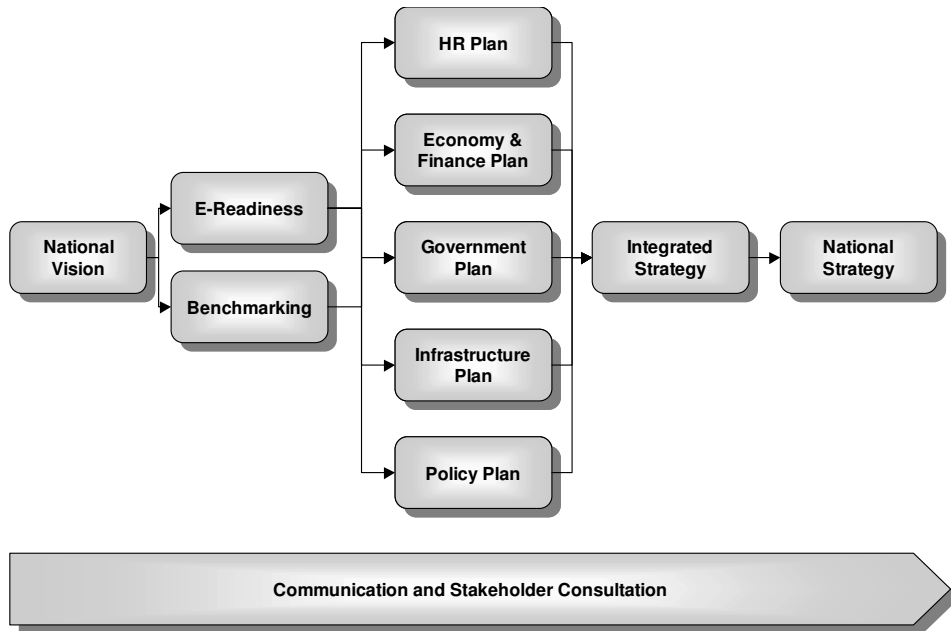 HR Plan
Economy &
Finance Plan
E-Readiness
National
Vision
Government
Plan
Integrated
Strategy
National
Strategy
Benchmarking
Infrastructure
Plan
Policy Plan
Communication and Stakeholder Consultation